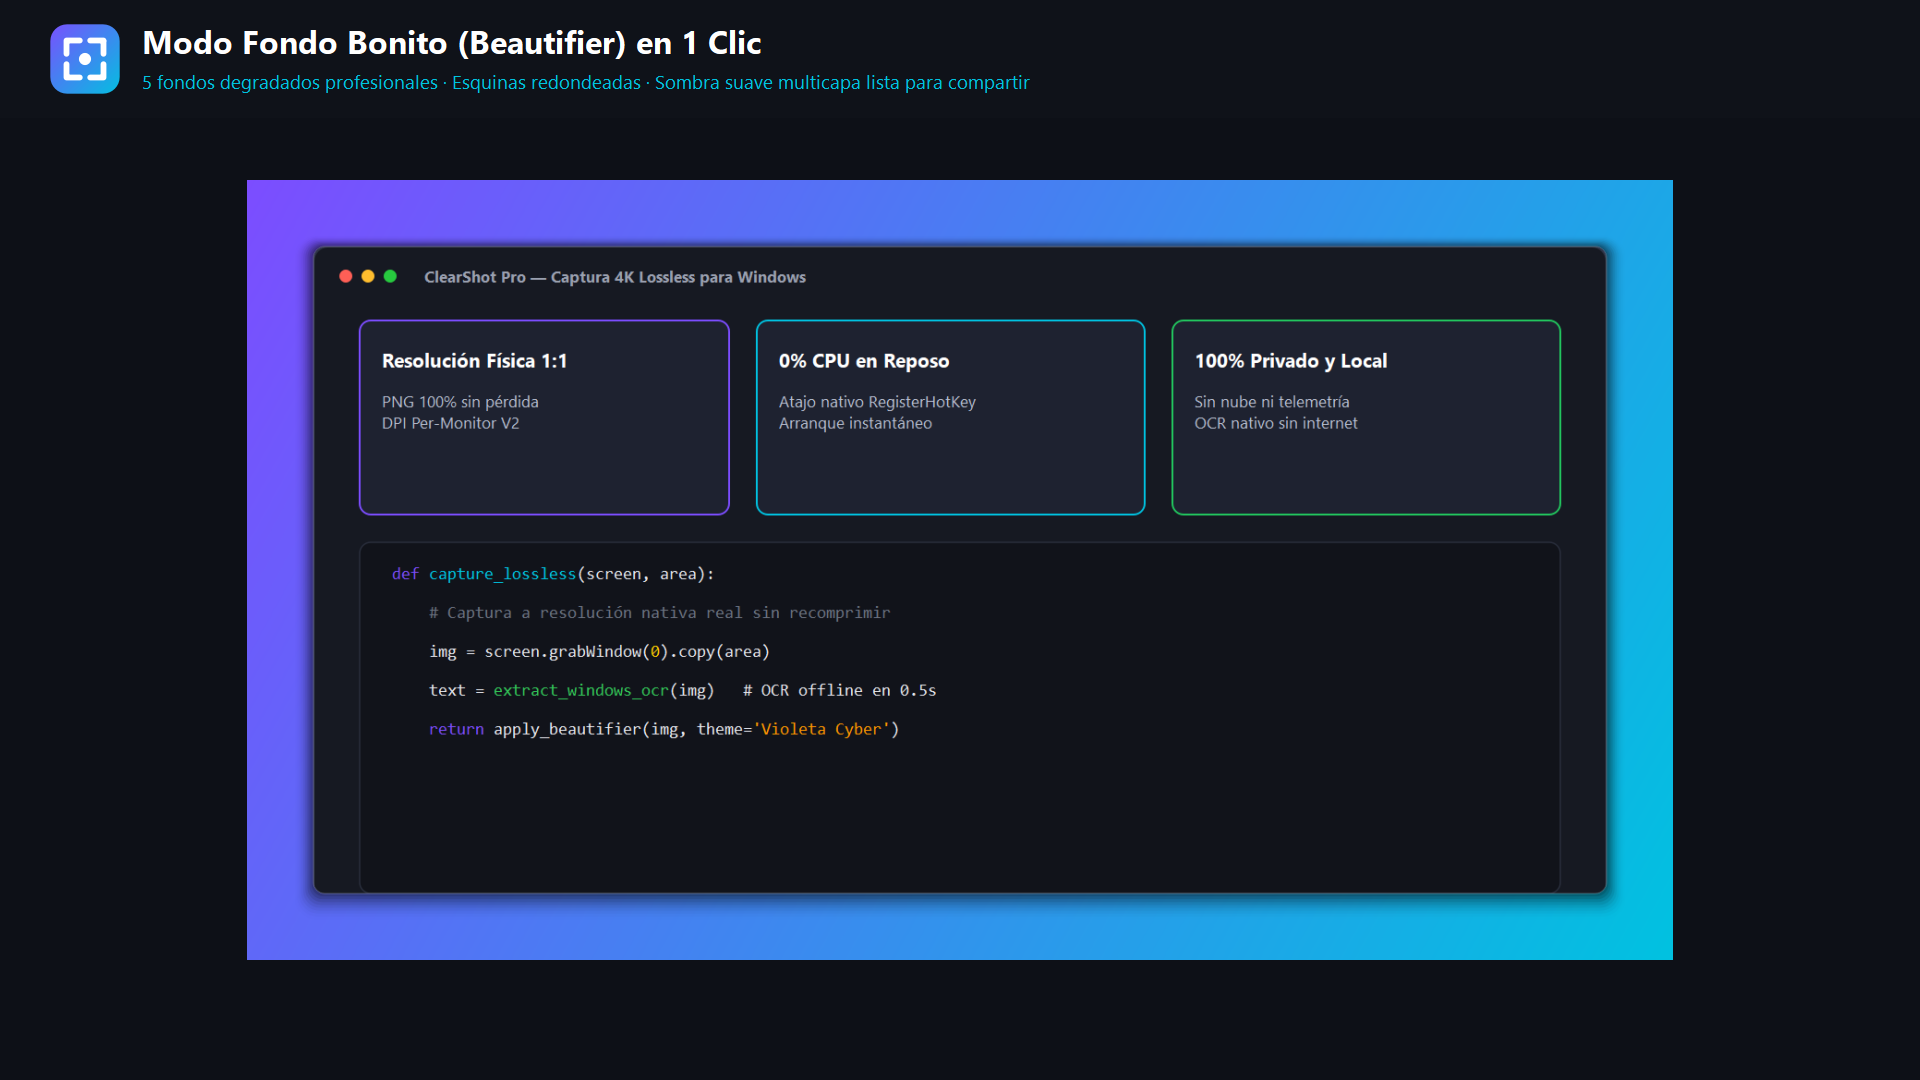 Modo Fondo Bonito (Beautifier) en 1 Clic
5 fondos degradados profesionales · Esquinas redondeadas · Sombra suave multicapa lista para compartir
ClearShot Pro — Captura 4K Lossless para Windows
Resolución Física 1:1
PNG 100% sin pérdida
DPI Per-Monitor V2
0% CPU en Reposo
Atajo nativo RegisterHotKey
Arranque instantáneo
100% Privado y Local
Sin nube ni telemetría
OCR nativo sin internet
def capture_lossless(screen, area):
# Captura a resolución nativa real sin recomprimir
img = screen.grabWindow(0).copy(area)
text = extract_windows_ocr(img)   # OCR offline en 0.5s
return apply_beautifier(img, theme='Violeta Cyber')